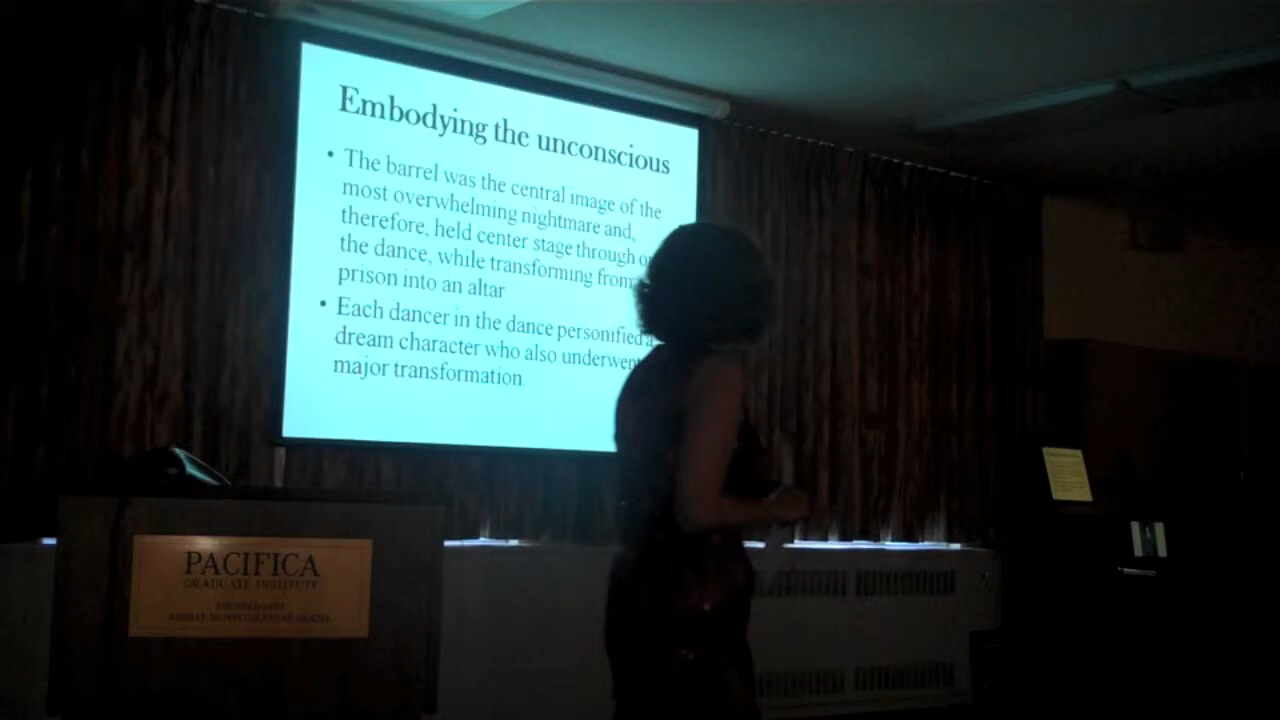 Embodying the unconscious
• The barrel was the central image of the
most overwhelming nightmare and,
therefore, held center stage through
the dance, while transforming from
prison into an altar
• Each dancer in the dance personified a
dream character who also underwent
major transformation
PACIFICA
GRADUATE INSTITUTE